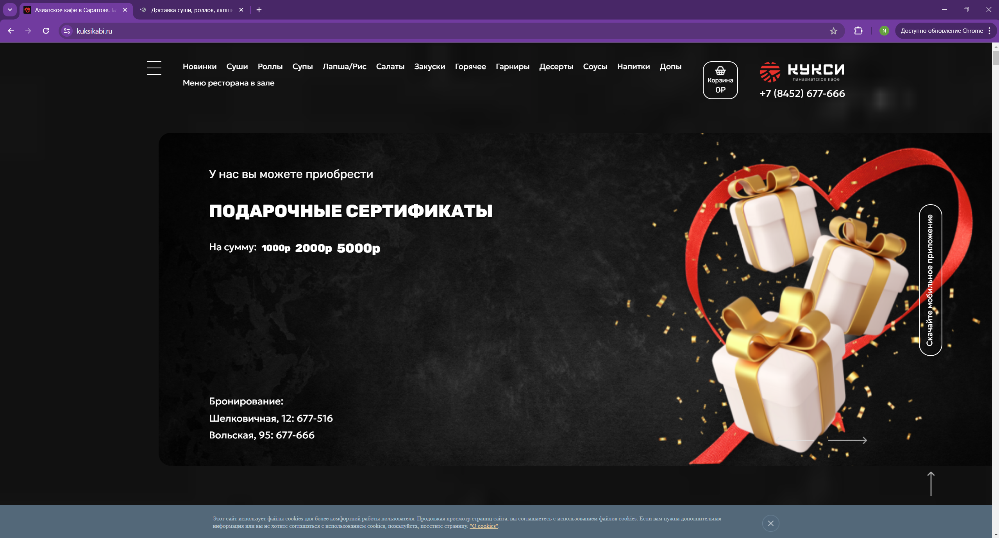 Азиатское кафе в Саратове. Бл
Доставка суши, роллов, лапши
kuksikabi.ru
N
Доступно обновление Chrome
Новинки Суши Роллы Супы Лапша/Рис Салаты Закуски Горячее Гарниры Десерты Соусы Напитки Допы
Меню ресторана в зале
Корзина
0₽
КУКСИ
паназиатское кафе
+7 (8452) 677-666
У нас вы можете приобрести
ПОДАРОЧНЫЕ СЕРТИФИКАТЫ
На сумму: 1000р 2000р 5000р
Скачайте мобильное приложение
Бронирование:
Шелковичная, 12: 677-516
Вольская, 95: 677-666
Этот сайт использует файлы cookies для более комфортной работы пользователя. Продолжая просмотр страниц сайта, вы соглашаетесь с использованием файлов cookies. Если вам нужна дополнительная
информация или вы не хотите соглашаться с использованием cookies, пожалуйста, посетите страницу. "О cookies".